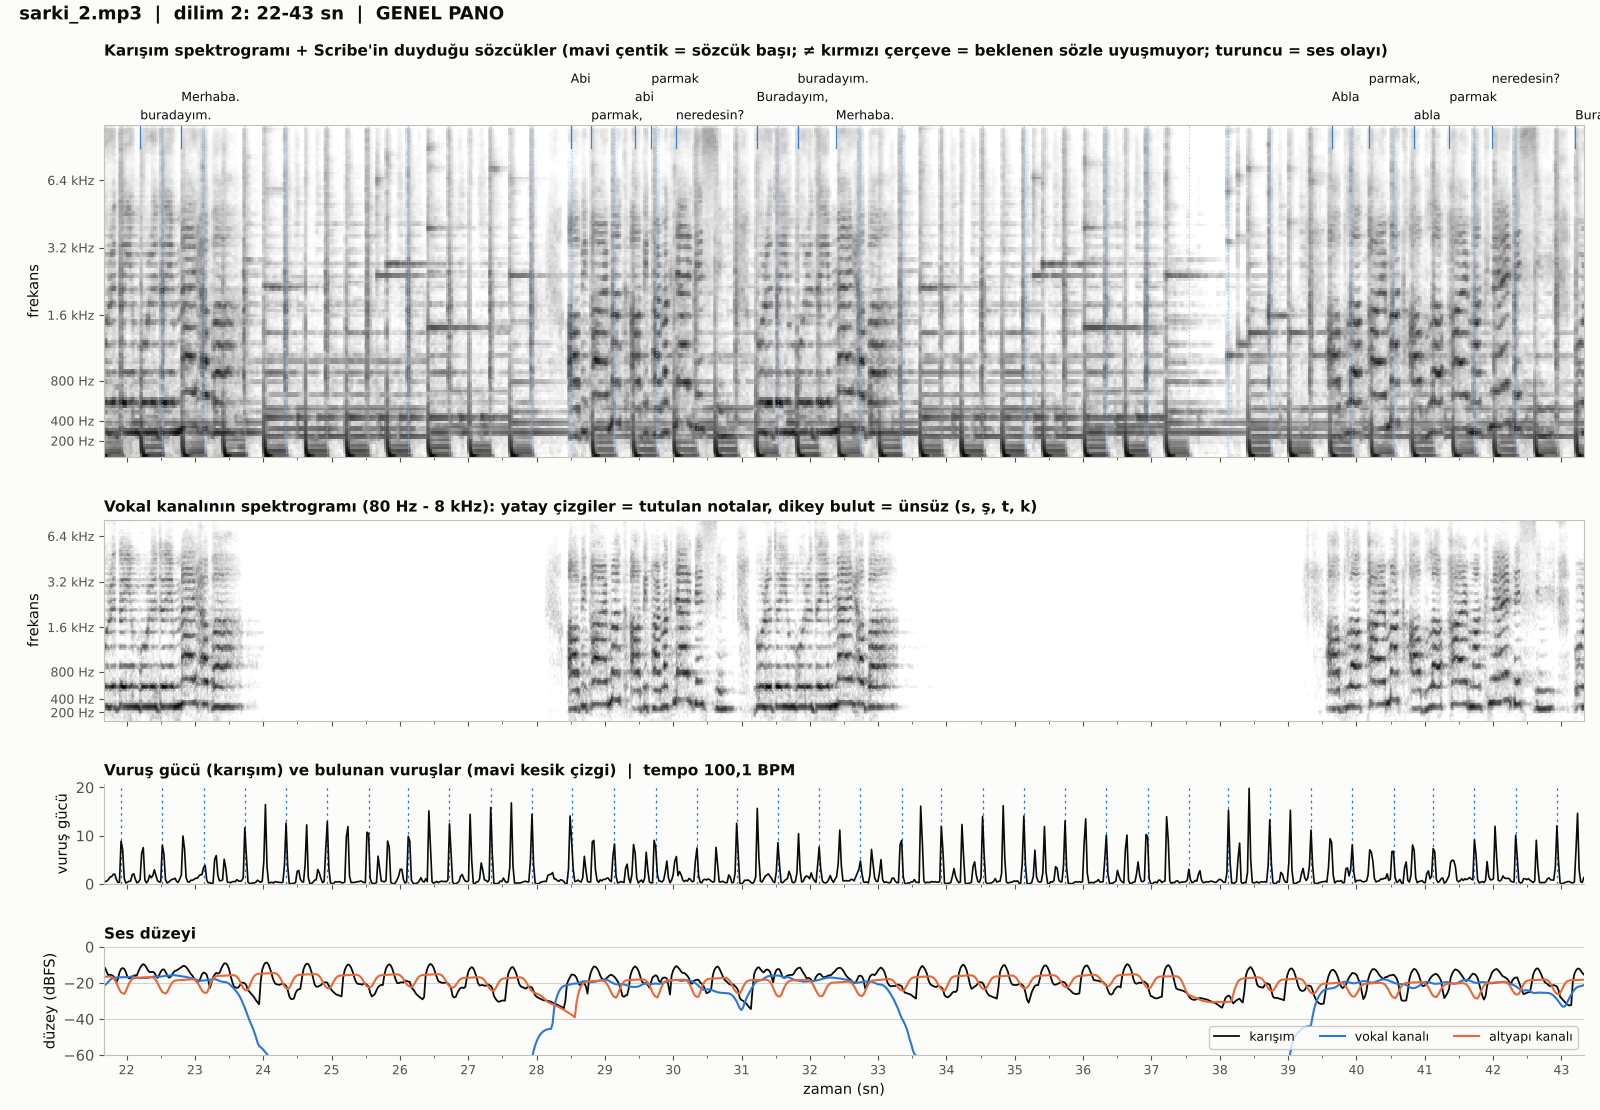 sarki_2.mp3 | dilim 2: 22-43 sn | GENEL PANO
Karışım spektrogramı + Scribe'in duyduğu sözcükler (mavi çentik = sözcük başı; ≠ kırmızı çerçeve = beklenen sözle uyuşmuyor; turuncu = ses olayı)
Abi parmak buradayım. parmak, neredesin?
Merhaba. abi Buradayım, Abla parmak
buradayım. parmak, neredesin? Merhaba. abla Bura
frekans
6.4 kHz
3.2 kHz
1.6 kHz
800 Hz
400 Hz
200 Hz
Vokal kanalının spektrogramı (80 Hz - 8 kHz): yatay çizgiler = tutulan notalar, dikey bulut = ünsüz (s, ş, t, k)
frekans
6.4 kHz
3.2 kHz
1.6 kHz
800 Hz
400 Hz
200 Hz
Vuruş gücü (karışım) ve bulunan vuruşlar (mavi kesik çizgi) | tempo 100,1 BPM
vuruş gücü
20
10
0
Ses düzeyi
düzey (dBFS)
0
−20
−40
−60
karışım vokal kanalı altyapı kanalı
22 23 24 25 26 27 28 29 30 31 32 33 34 35 36 37 38 39 40 41 42 43
zaman (sn)